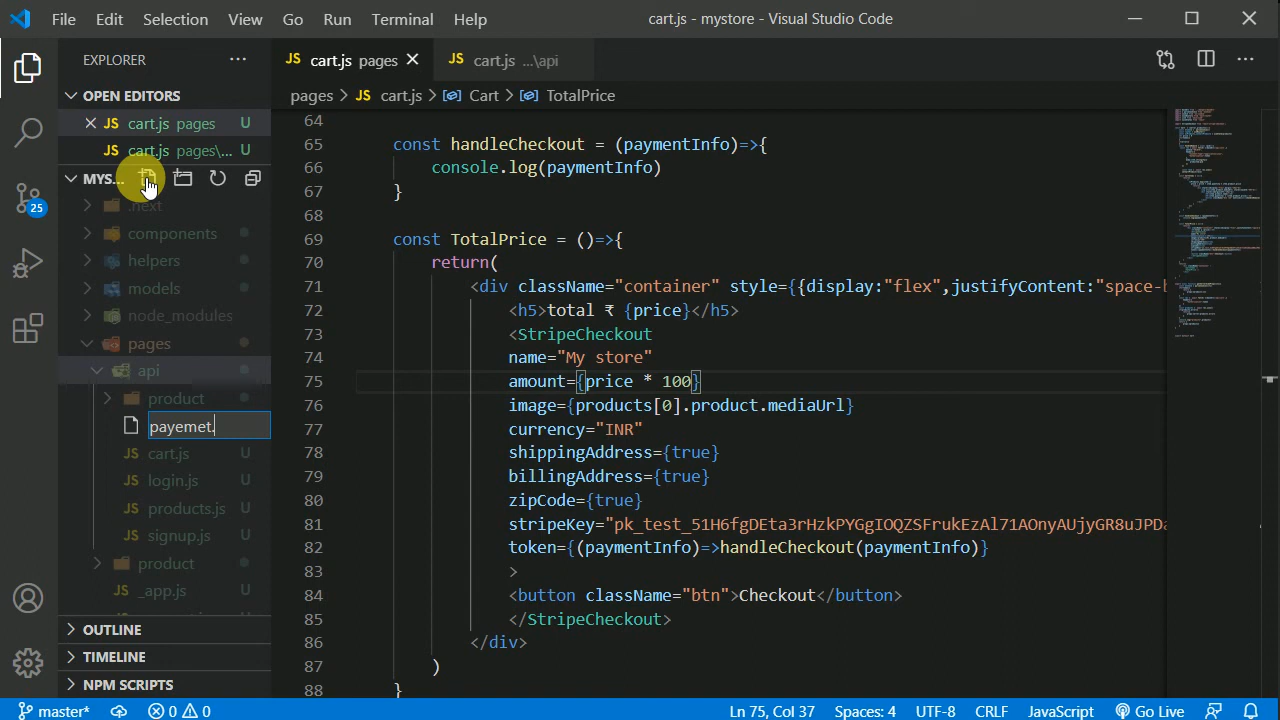 File Edit Selection View Go Run Terminal Help cart.js - mystore - Visual Studio Code
EXPLORER
JS cart.js pages JS cart.js ...\api
OPEN EDITORS
JS cart.js pages U
JS cart.js pages\... U
MYS...
.next
components
helpers
models
node_modules
pages
api
product
payemet.
cart.js U
login.js U
JS products.js U
signup.js U
product
JS _app.js U
OUTLINE
TIMELINE
NPM SCRIPTS
25
pages > JS cart.js > Cart > TotalPrice
64
65 const handleCheckout = (paymentInfo)=>{
66 console.log(paymentInfo)
67 }
68
69 const TotalPrice = ()=>{
70 return(
71 <div className="container" style={{display:"flex",justifyContent:"space-b
72 <h5>total ₹ {price}</h5>
73 <StripeCheckout
74 name="My store"
75 amount={price * 100}
76 image={products[0].product.mediaUrl}
77 currency="INR"
78 shippingAddress={true}
79 billingAddress={true}
80 zipCode={true}
81 stripeKey="pk_test_51H6fgDEta3rHzkPYGgIOQZSFrukEzAl71AOnyAUjyGR8uJPDa
82 token={(paymentInfo)=>handleCheckout(paymentInfo)}
83 >
84 <button className="btn">Checkout</button>
85 </StripeCheckout>
86 </div>
87 )
88 }
master* 0 0 Ln 75, Col 37 Spaces: 4 UTF-8 CRLF JavaScript Go Live